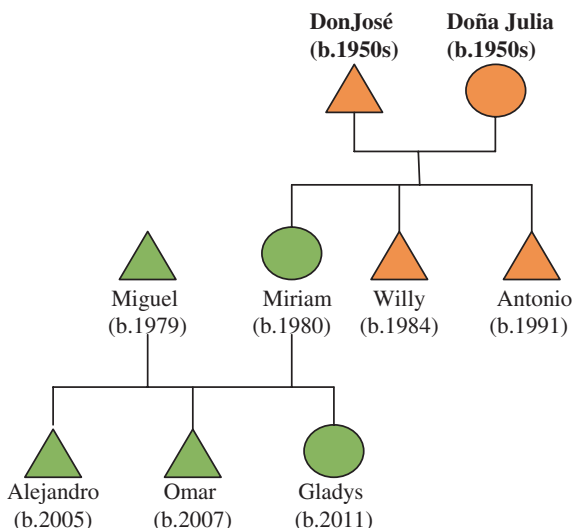 DonJosé Doña Julia
(b.1950s) (b.1950s)
Miguel Miriam Willy Antonio
(b.1979) (b.1980) (b.1984) (b.1991)
Alejandro Omar Gladys
(b.2005) (b.2007) (b.2011)